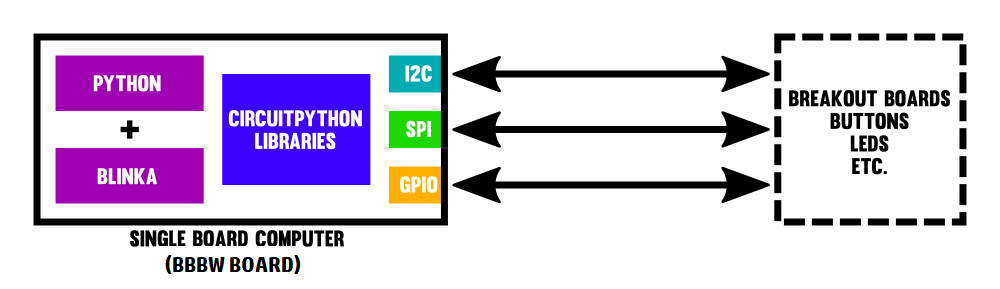 PYTHON
+
BLINKA
CIRCUITPYTHON
LIBRARIES
I2C
SPI
GPIO
BREAKOUT BOARDS
BUTTONS
LEDS
ETC.
SINGLE BOARD COMPUTER
(BBBW BOARD)